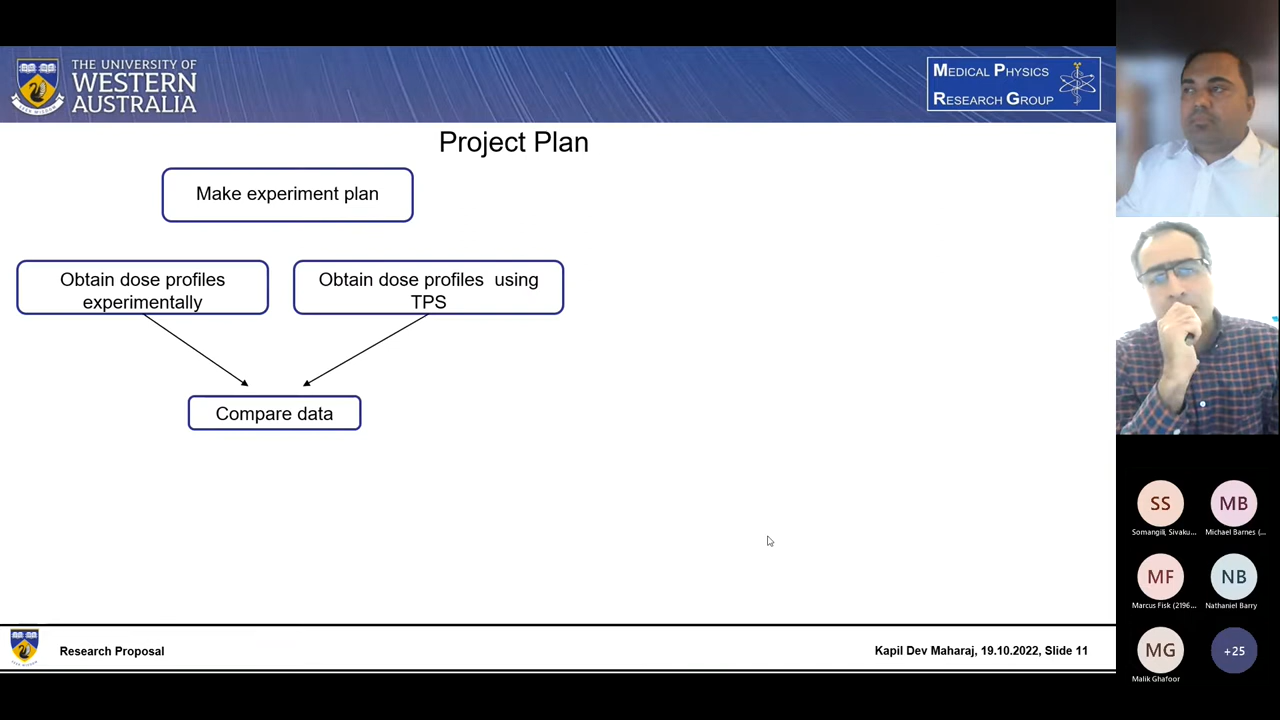 THE UNIVERSITY OF
WESTERN
AUSTRALIA
MEDICAL PHYSICS
RESEARCH GROUP
Project Plan
Make experiment plan
Obtain dose profiles
experimentally
Obtain dose profiles using
TPS
Compare data
Research Proposal
Kapil Dev Maharaj, 19.10.2022, Slide 11
SS
Somangili, Sivaku...
MB
Michael Barnes (...
MF
Marcus Fisk (2196...
NB
Nathaniel Barry
MG
Malik Ghafoor
+25